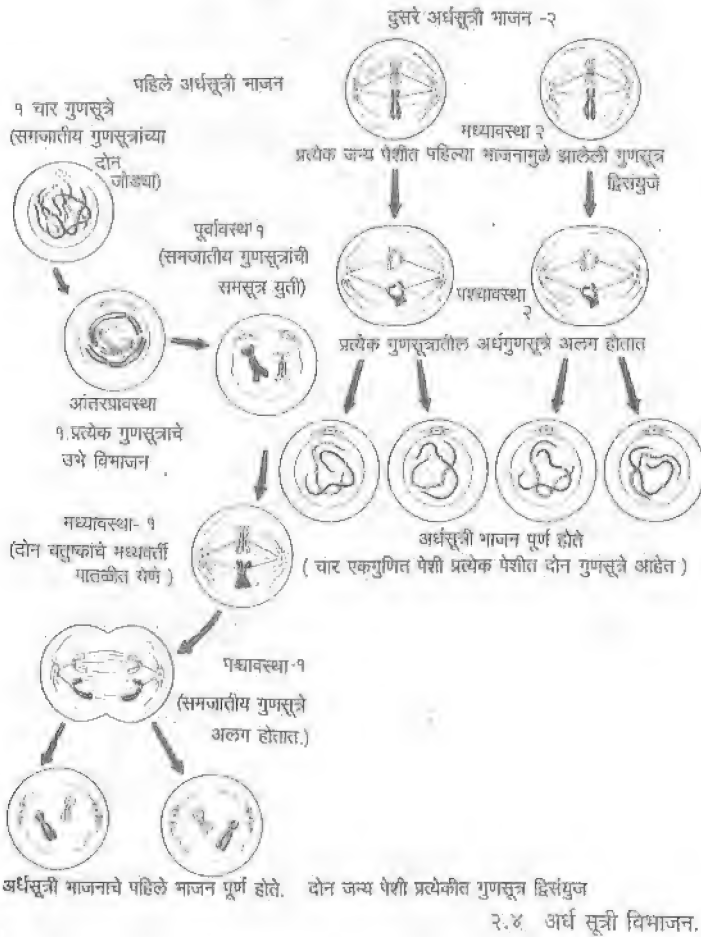 पहिले अर्धसूत्री भाजन
१ चार गुणसूत्रे
(समजातीय गुणसूत्रांच्या
दोन
जोड्या)
पूर्वावस्था १
(समजातीय गुणसूत्रांची
समसूत्र युती)
आंतरप्रावस्था
१.प्रत्येक गुणसूत्राचे
उभे विभाजन
मध्यावस्था- १
(दोन चतुष्कांचे मध्यवर्ती
पातळीत येणे )
पश्चावस्था-१
(समजातीय गुणसूत्रे
अलग होतात.)
अर्धसूत्री भाजनाचे पहिले भाजन पूर्ण होते. दोन जन्य पेशी प्रत्येकीत गुणसूत्र द्विसंयुज
दुसरे अर्धसूत्री भाजन -२
मध्यावस्था २
प्रत्येक जन्य पेशीत पहिल्या भाजनामुळे झालेली गुणसूत्र
द्विसंयुजे
पश्चावस्था
२
प्रत्येक गुणसूत्रातील अर्धगुणसूत्रे अलग होतात
अर्धसूत्री भाजन पूर्ण होते
( चार एकगुणित पेशी प्रत्येक पेशीत दोन गुणसूत्रे आहेत )
२.४ अर्ध सूत्री विभाजन.